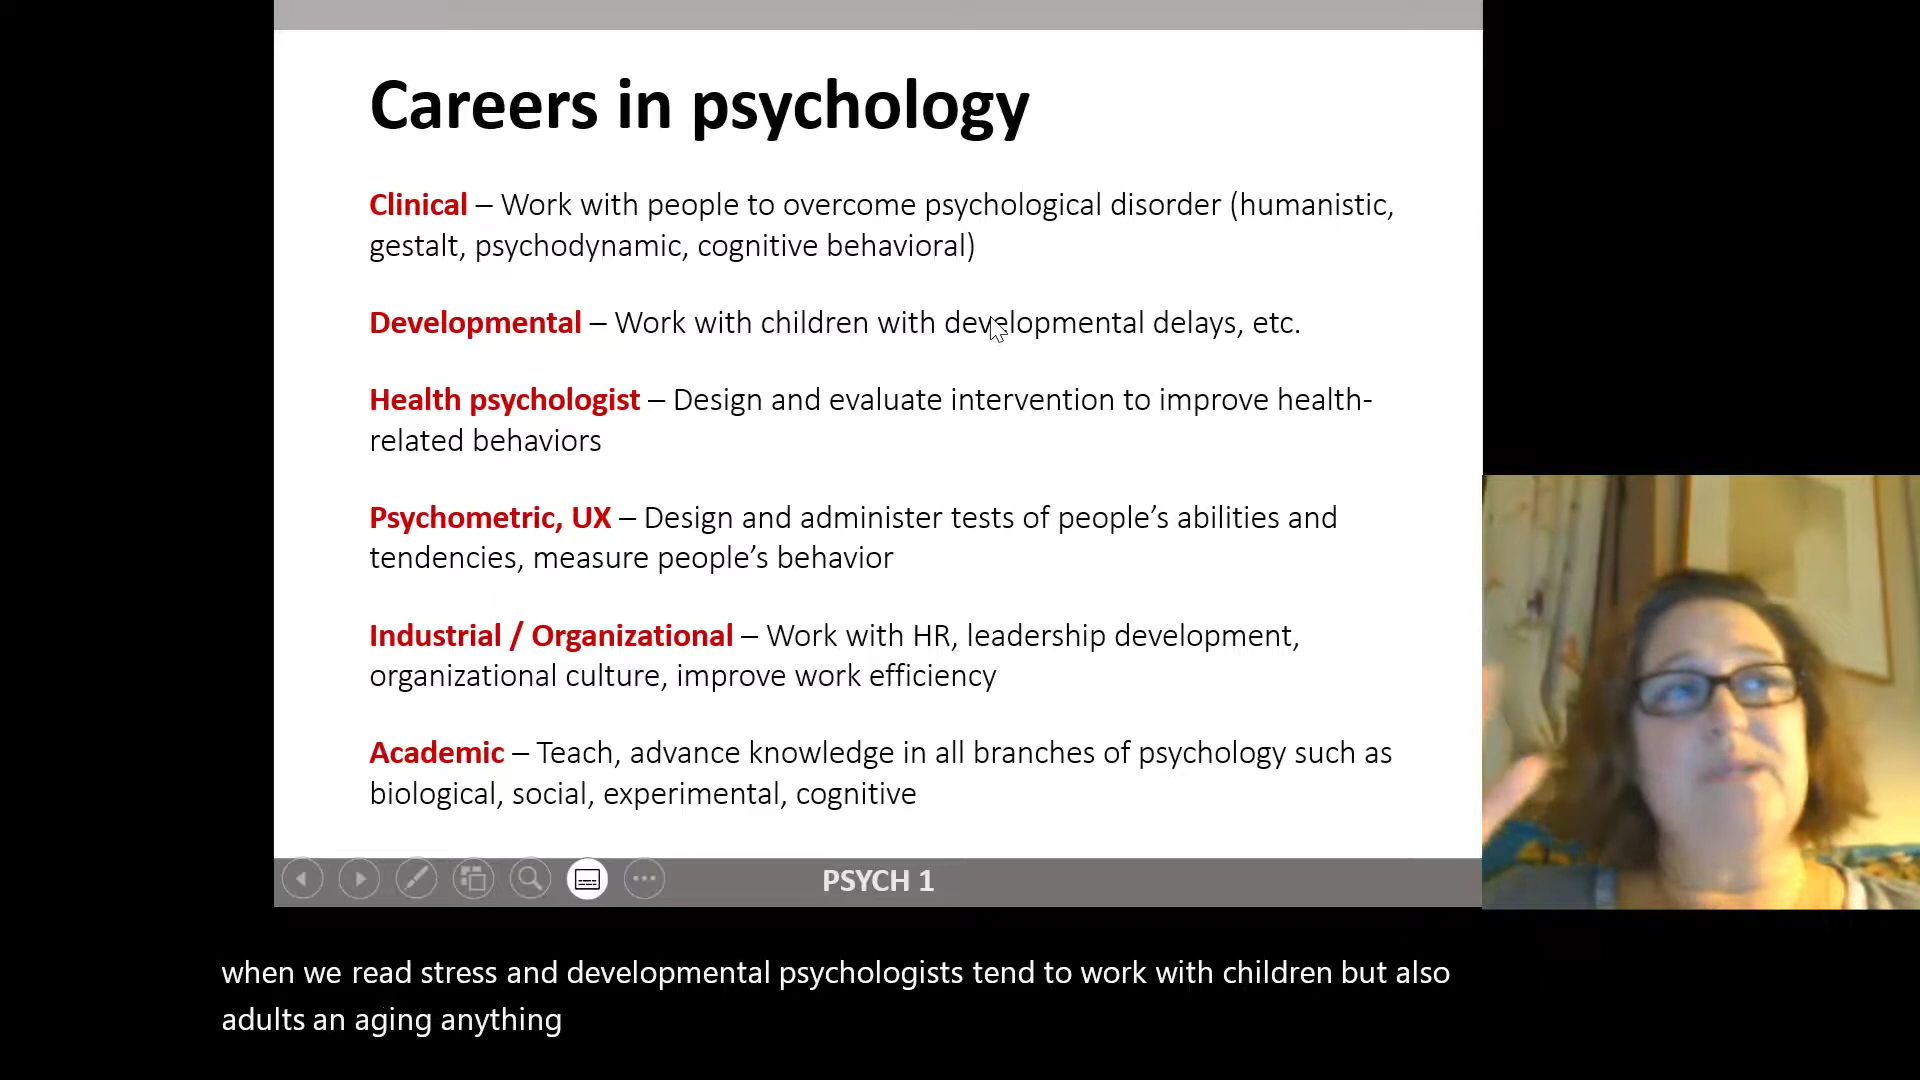 Careers in psychology
Clinical – Work with people to overcome psychological disorder (humanistic,
gestalt, psychodynamic, cognitive behavioral)
Developmental – Work with children with developmental delays, etc.
Health psychologist – Design and evaluate intervention to improve health-
related behaviors
Psychometric, UX – Design and administer tests of people’s abilities and
tendencies, measure people’s behavior
Industrial / Organizational – Work with HR, leadership development,
organizational culture, improve work efficiency
Academic – Teach, advance knowledge in all branches of psychology such as
biological, social, experimental, cognitive
PSYCH 1
when we read stress and developmental psychologists tend to work with children but also
adults an aging anything